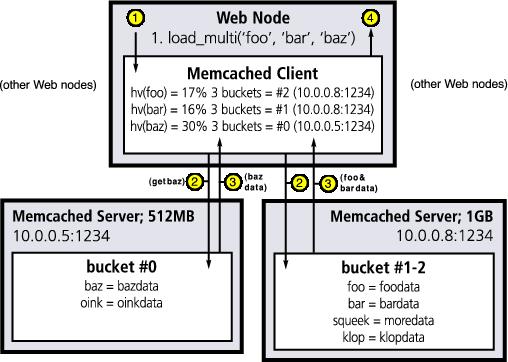 Web Node
1
4
1. load_multi('foo', 'bar', 'baz')
(other Web nodes)
(other Web nodes)
Memcached Client
hv(foo) = 17% 3 buckets = #2 (10.0.0.8:1234)
hv(bar) = 16% 3 buckets = #1 (10.0.0.8:1234)
hv(baz) = 30% 3 buckets = #0 (10.0.0.5:1234)
(get baz) 2
3 (baz data)
2
3 (foo & bar data)
Memcached Server; 512MB
10.0.0.5:1234
bucket #0
baz = bazdata
oink = oinkdata
Memcached Server; 1GB
10.0.0.8:1234
bucket #1-2
foo = foodata
bar = bardata
squeek = moredata
klop = klopdata